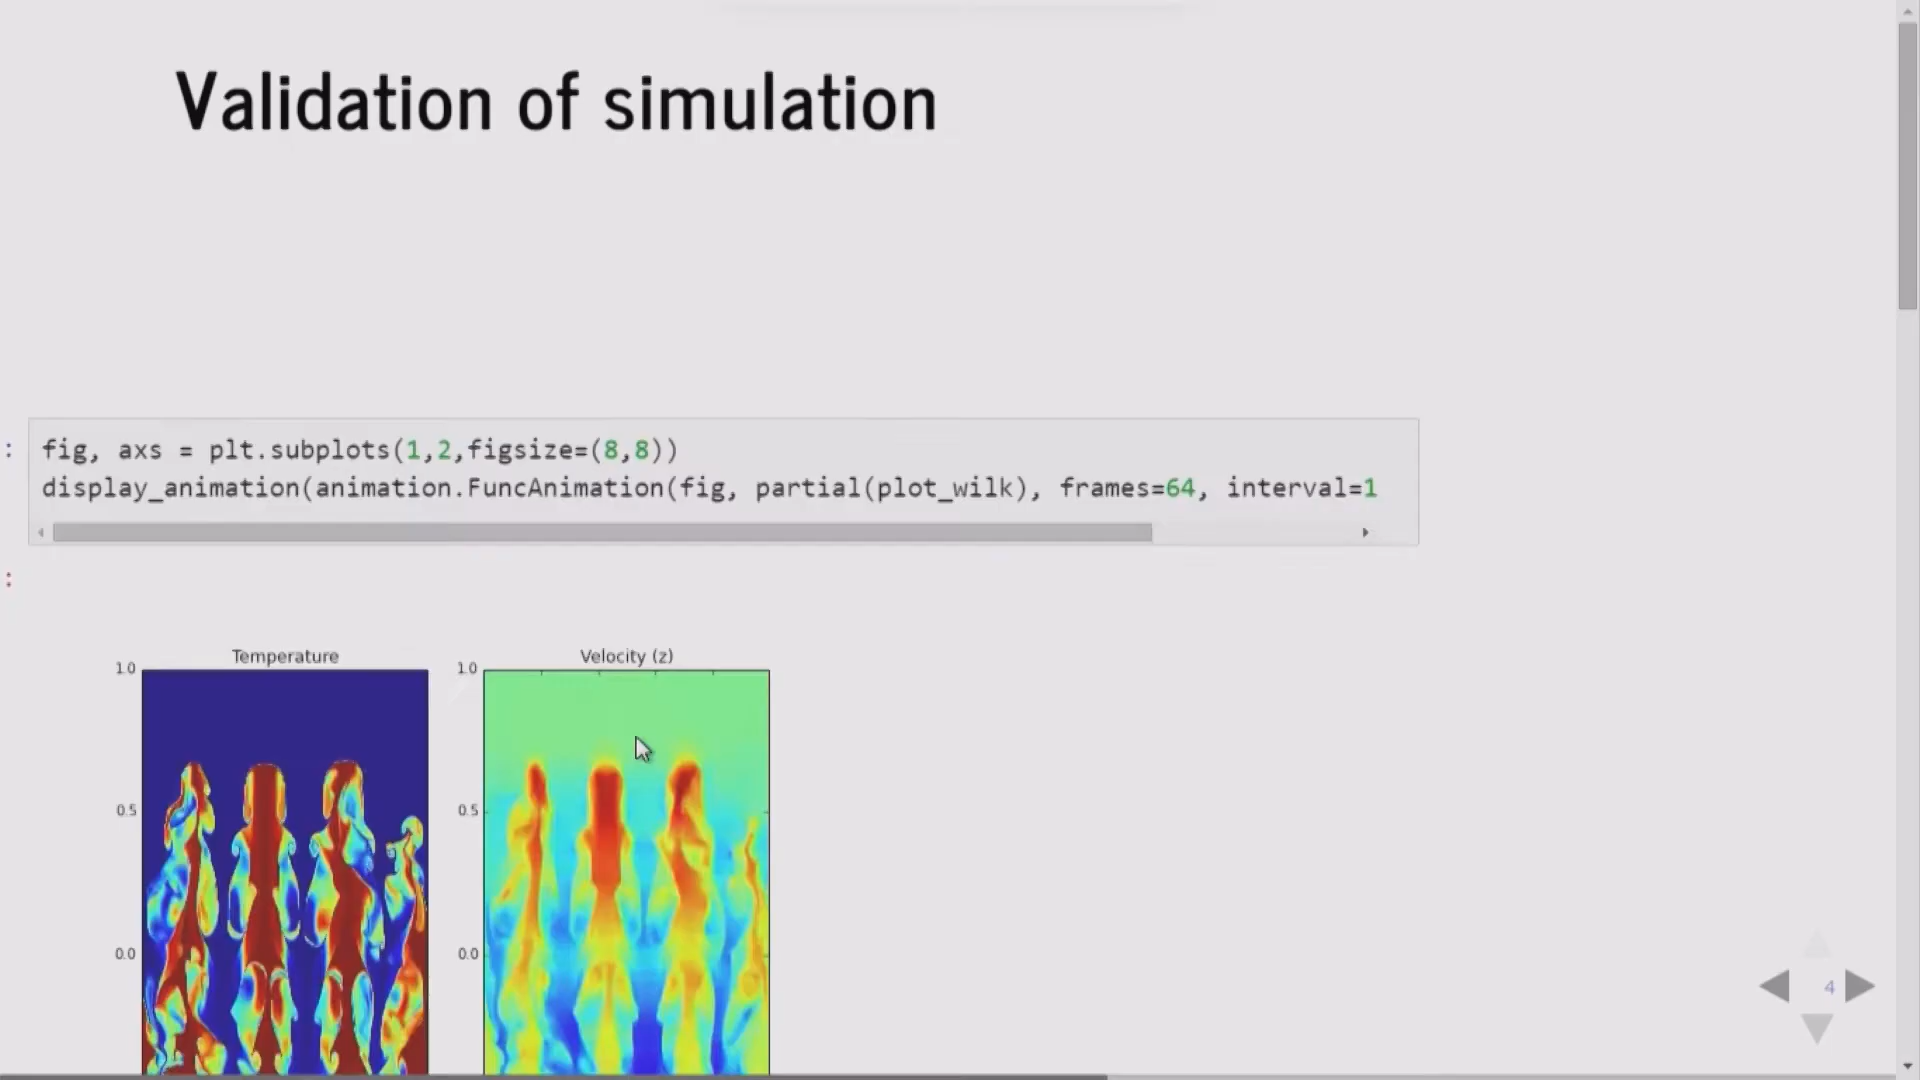 Validation of simulation
:
fig, axs = plt.subplots(1,2,figsize=(8,8))
display_animation(animation.FuncAnimation(fig, partial(plot_wilk), frames=64, interval=1
:
Temperature
1.0
0.5
0.0
Velocity (z)
1.0
0.5
0.0
4